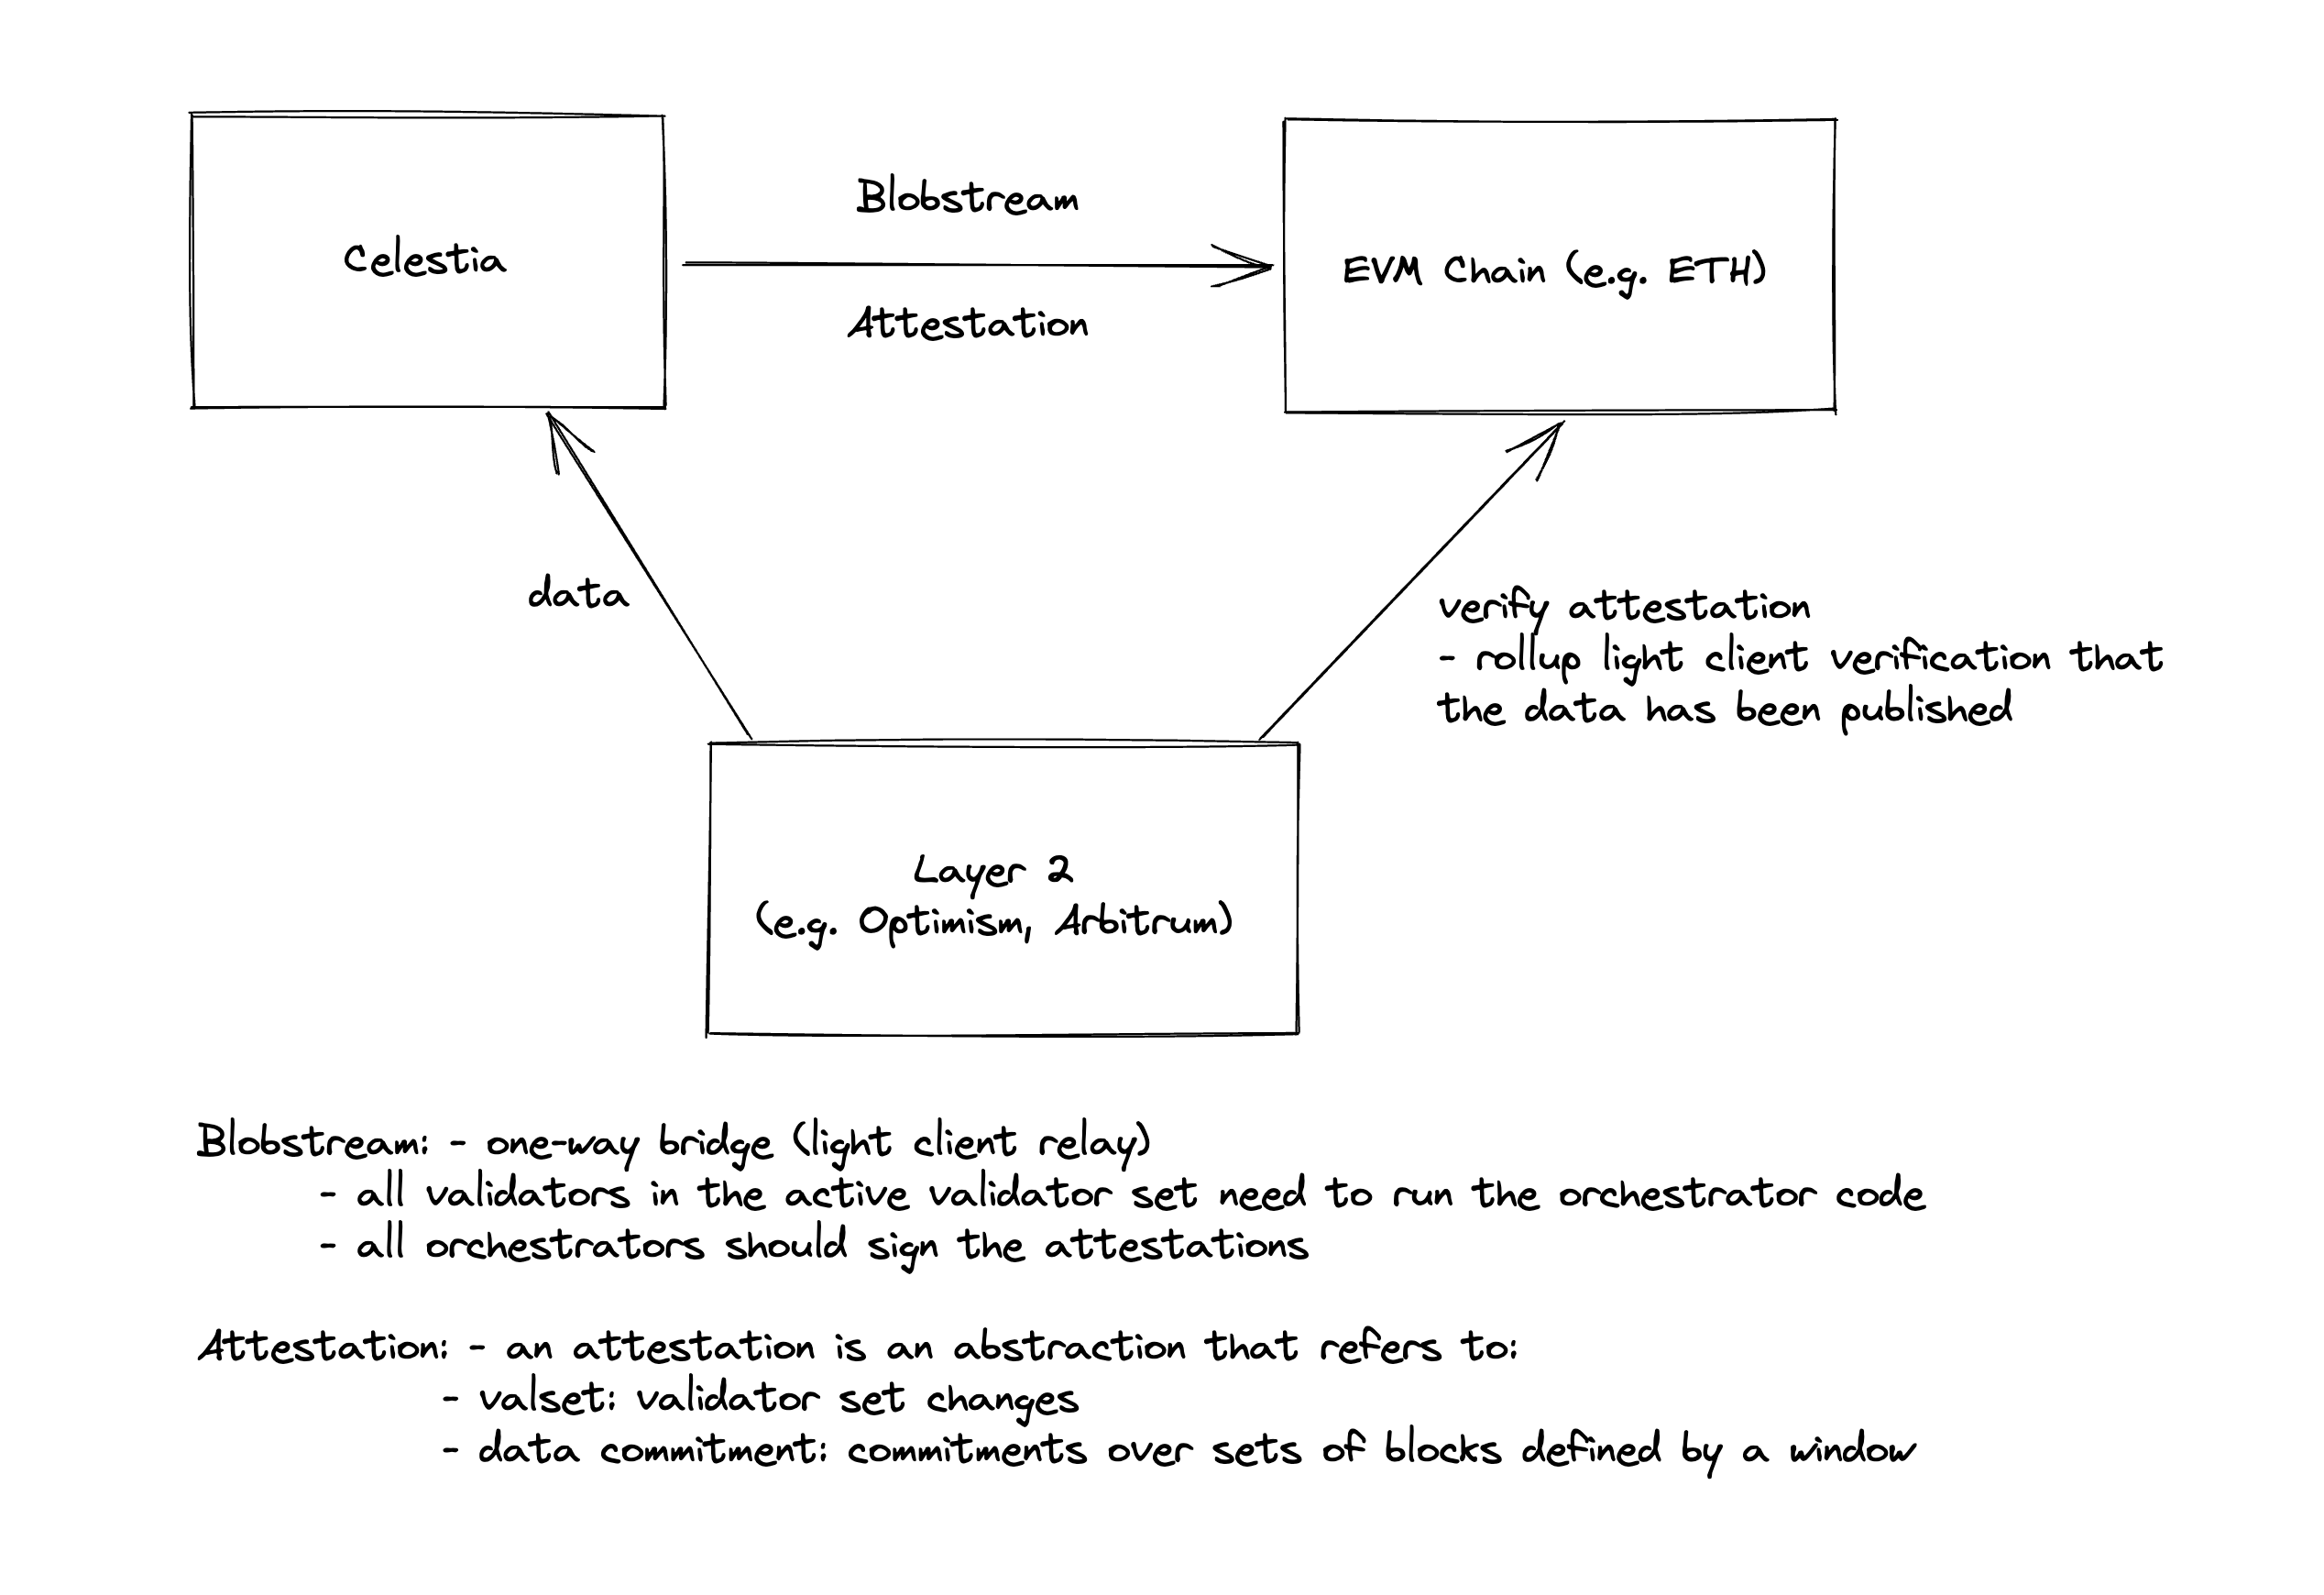 Blobstream
Celestia
EVM Chain (e.g. ETH)
Attestation
data
verify attestation
- rollup light client verification that
the data has been published
Layer 2
(e.g. Optimism, Arbitrum)
Blobstream: - one-way bridge (light client relay)
- all validators in the active validator set need to run the orchestrator code
- all orchestrators should sign the attestations
Attestation: - an attestation is an abstraction that refers to:
- valset: validator set changes
- data commitment: commitments over sets of blocks defined by a window